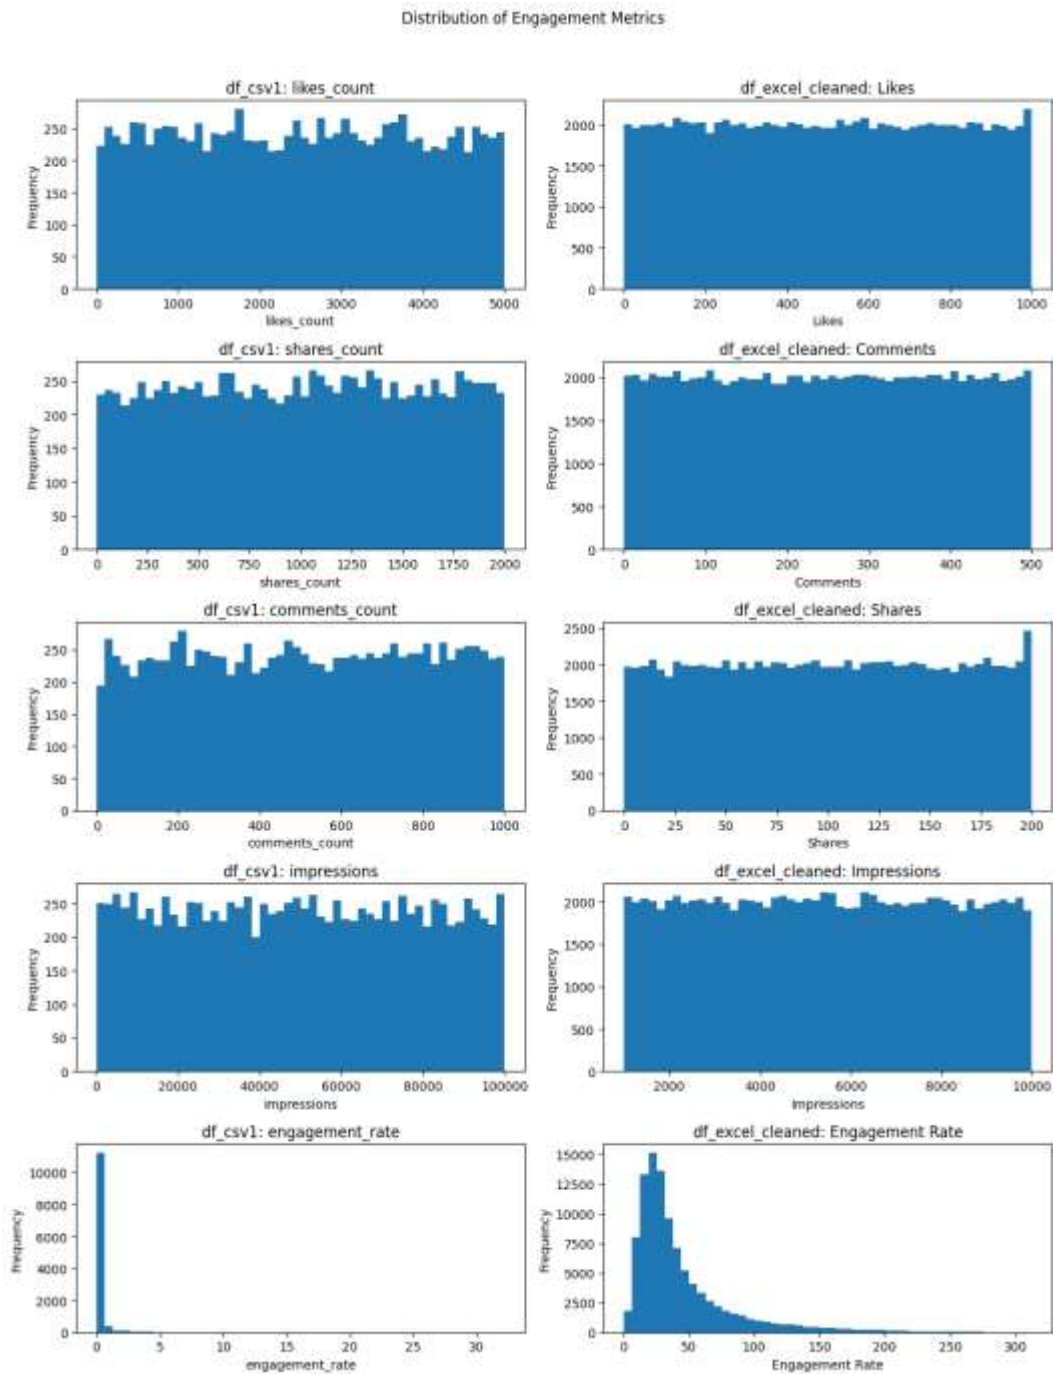 Distribution of Engagement Metrics
df_csv1: likes_count
Frequency
250
200
150
100
50
0
0 1000 2000 3000 4000 5000
likes_count
df_excel_cleaned: Likes
Frequency
2000
1500
1000
500
0
0 200 400 600 800 1000
Likes
df_csv1: shares_count
Frequency
250
200
150
100
50
0
0 250 500 750 1000 1250 1500 1750 2000
shares_count
df_excel_cleaned: Comments
Frequency
2000
1500
1000
500
0
0 100 200 300 400 500
Comments
df_csv1: comments_count
Frequency
250
200
150
100
50
0
0 200 400 600 800 1000
comments_count
df_excel_cleaned: Shares
Frequency
2500
2000
1500
1000
500
0
0 25 50 75 100 125 150 175 200
Shares
df_csv1: impressions
Frequency
250
200
150
100
50
0
0 20000 40000 60000 80000 100000
impressions
df_excel_cleaned: Impressions
Frequency
2000
1500
1000
500
0
2000 4000 6000 8000 10000
Impressions
df_csv1: engagement_rate
Frequency
10000
8000
6000
4000
2000
0
0 5 10 15 20 25 30
engagement_rate
df_excel_cleaned: Engagement Rate
Frequency
15000
12500
10000
7500
5000
2500
0
0 50 100 150 200 250 300
Engagement Rate